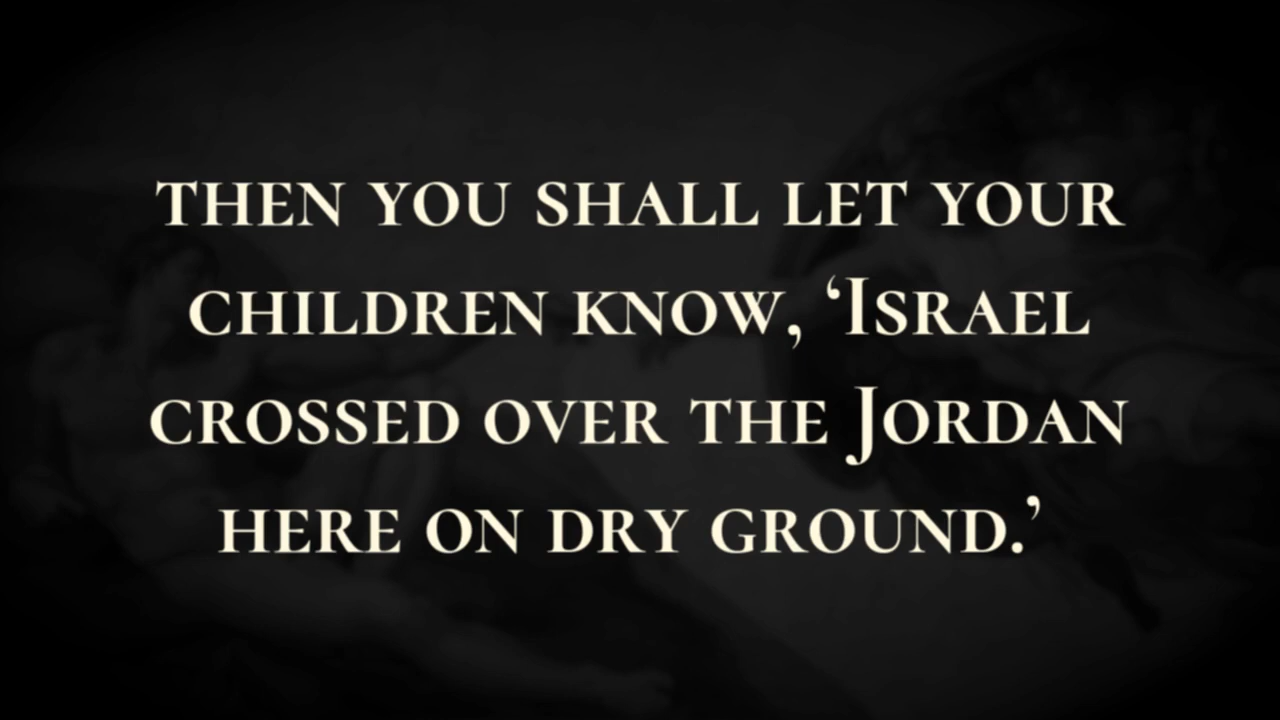 then you shall let your
children know, ‘Israel
crossed over the Jordan
here on dry ground.’